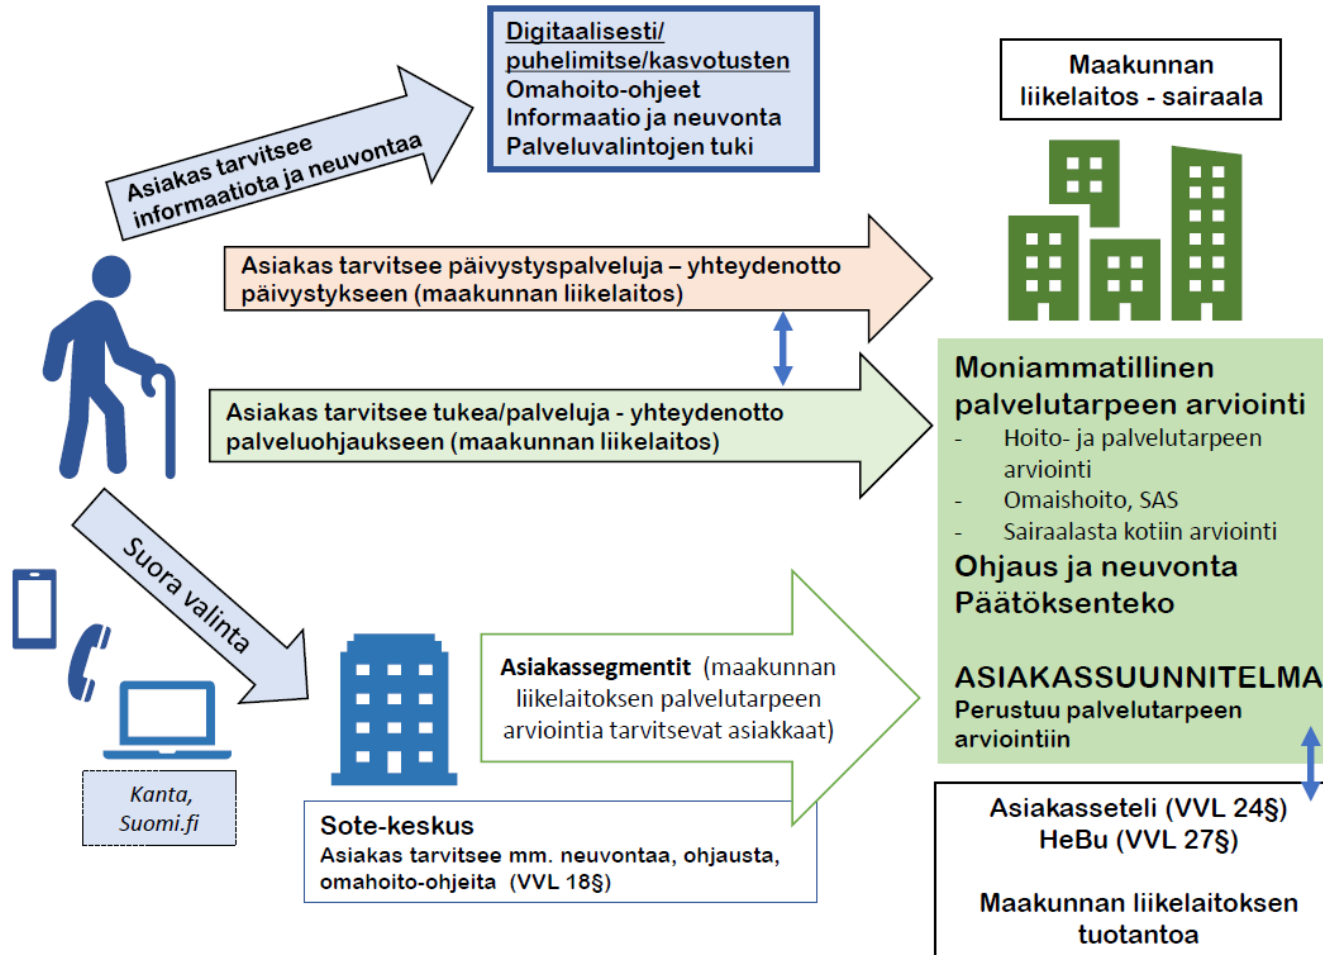 Digitaalisesti/
puhelimitse/kasvotusten
Omahoito-ohjeet
Informaatio ja neuvonta
Palveluvalintojen tuki
Maakunnan
liikelaitos - sairaala
Asiakas tarvitsee
informaatiota ja neuvontaa
Asiakas tarvitsee päivystyspalveluja – yhteydenotto
päivystykseen (maakunnan liikelaitos)
Asiakas tarvitsee tukea/palveluja - yhteydenotto
palveluohjaukseen (maakunnan liikelaitos)
Moniammatillinen
palvelutarpeen arviointi
- Hoito- ja palvelutarpeen
arviointi
- Omaishoito, SAS
- Sairaalasta kotiin arviointi
Ohjaus ja neuvonta
Päätöksenteko
ASIAKASSUUNNITELMA
Perustuu palvelutarpeen
arviointiin
Suora valinta
Asiakassegmentit (maakunnan
liikelaitoksen palvelutarpeen
arviointia tarvitsevat asiakkaat)
Kanta,
Suomi.fi
Sote-keskus
Asiakas tarvitsee mm. neuvontaa, ohjausta,
omahoito-ohjeita (VVL 18§)
Asiakasseteli (VVL 24§)
HeBu (VVL 27§)
Maakunnan liikelaitoksen
tuotantoa